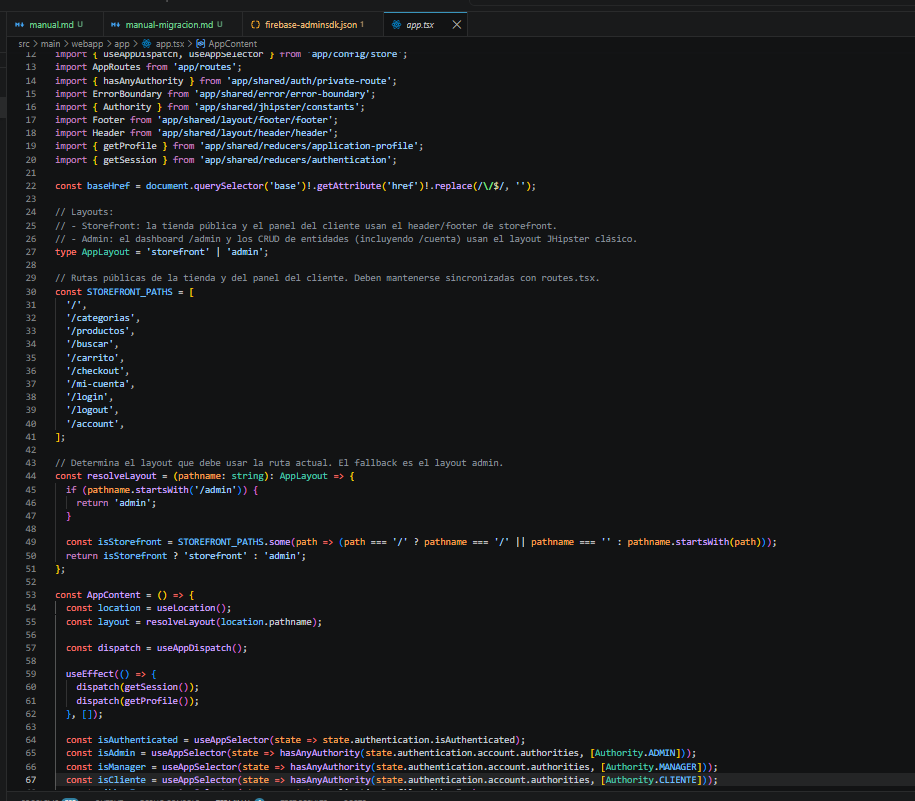 manual.md U
manual-migracion.md U
firebase-adminsdk.json 1
app.tsx
src > main > webapp > app > app.tsx > AppContent
12 import { useAppDispatch, useAppSelector } from 'app/config/store';
13 import AppRoutes from 'app/routes';
14 import { hasAnyAuthority } from 'app/shared/auth/private-route';
15 import ErrorBoundary from 'app/shared/error/error-boundary';
16 import { Authority } from 'app/shared/jhipster/constants';
17 import Footer from 'app/shared/layout/footer/footer';
18 import Header from 'app/shared/layout/header/header';
19 import { getProfile } from 'app/shared/reducers/application-profile';
20 import { getSession } from 'app/shared/reducers/authentication';
21
22 const baseHref = document.querySelector('base')!.getAttribute('href')!.replace(/\/$/, '');
23
24 // Layouts:
25 // - Storefront: la tienda pública y el panel del cliente usan el header/footer de storefront.
26 // - Admin: el dashboard /admin y los CRUD de entidades (incluyendo /cuenta) usan el layout JHipster clásico.
27 type AppLayout = 'storefront' | 'admin';
28
29 // Rutas públicas de la tienda y del panel del cliente. Deben mantenerse sincronizadas con routes.tsx.
30 const STOREFRONT_PATHS = [
31 '/',
32 '/categorias',
33 '/productos',
34 '/buscar',
35 '/carrito',
36 '/checkout',
37 '/mi-cuenta',
38 '/login',
39 '/logout',
40 '/account',
41 ];
42
43 // Determina el layout que debe usar la ruta actual. El fallback es el layout admin.
44 const resolveLayout = (pathname: string): AppLayout => {
45 if (pathname.startsWith('/admin')) {
46 return 'admin';
47 }
48
49 const isStorefront = STOREFRONT_PATHS.some(path => (path === '/' ? pathname === '/' || pathname === '' : pathname.startsWith(path)));
50 return isStorefront ? 'storefront' : 'admin';
51 };
52
53 const AppContent = () => {
54 const location = useLocation();
55 const layout = resolveLayout(location.pathname);
56
57 const dispatch = useAppDispatch();
58
59 useEffect(() => {
60 dispatch(getSession());
61 dispatch(getProfile());
62 }, []);
63
64 const isAuthenticated = useAppSelector(state => state.authentication.isAuthenticated);
65 const isAdmin = useAppSelector(state => hasAnyAuthority(state.authentication.account.authorities, [Authority.ADMIN]));
66 const isManager = useAppSelector(state => hasAnyAuthority(state.authentication.account.authorities, [Authority.MANAGER]));
67 const isCliente = useAppSelector(state => hasAnyAuthority(state.authentication.account.authorities, [Authority.CLIENTE]));